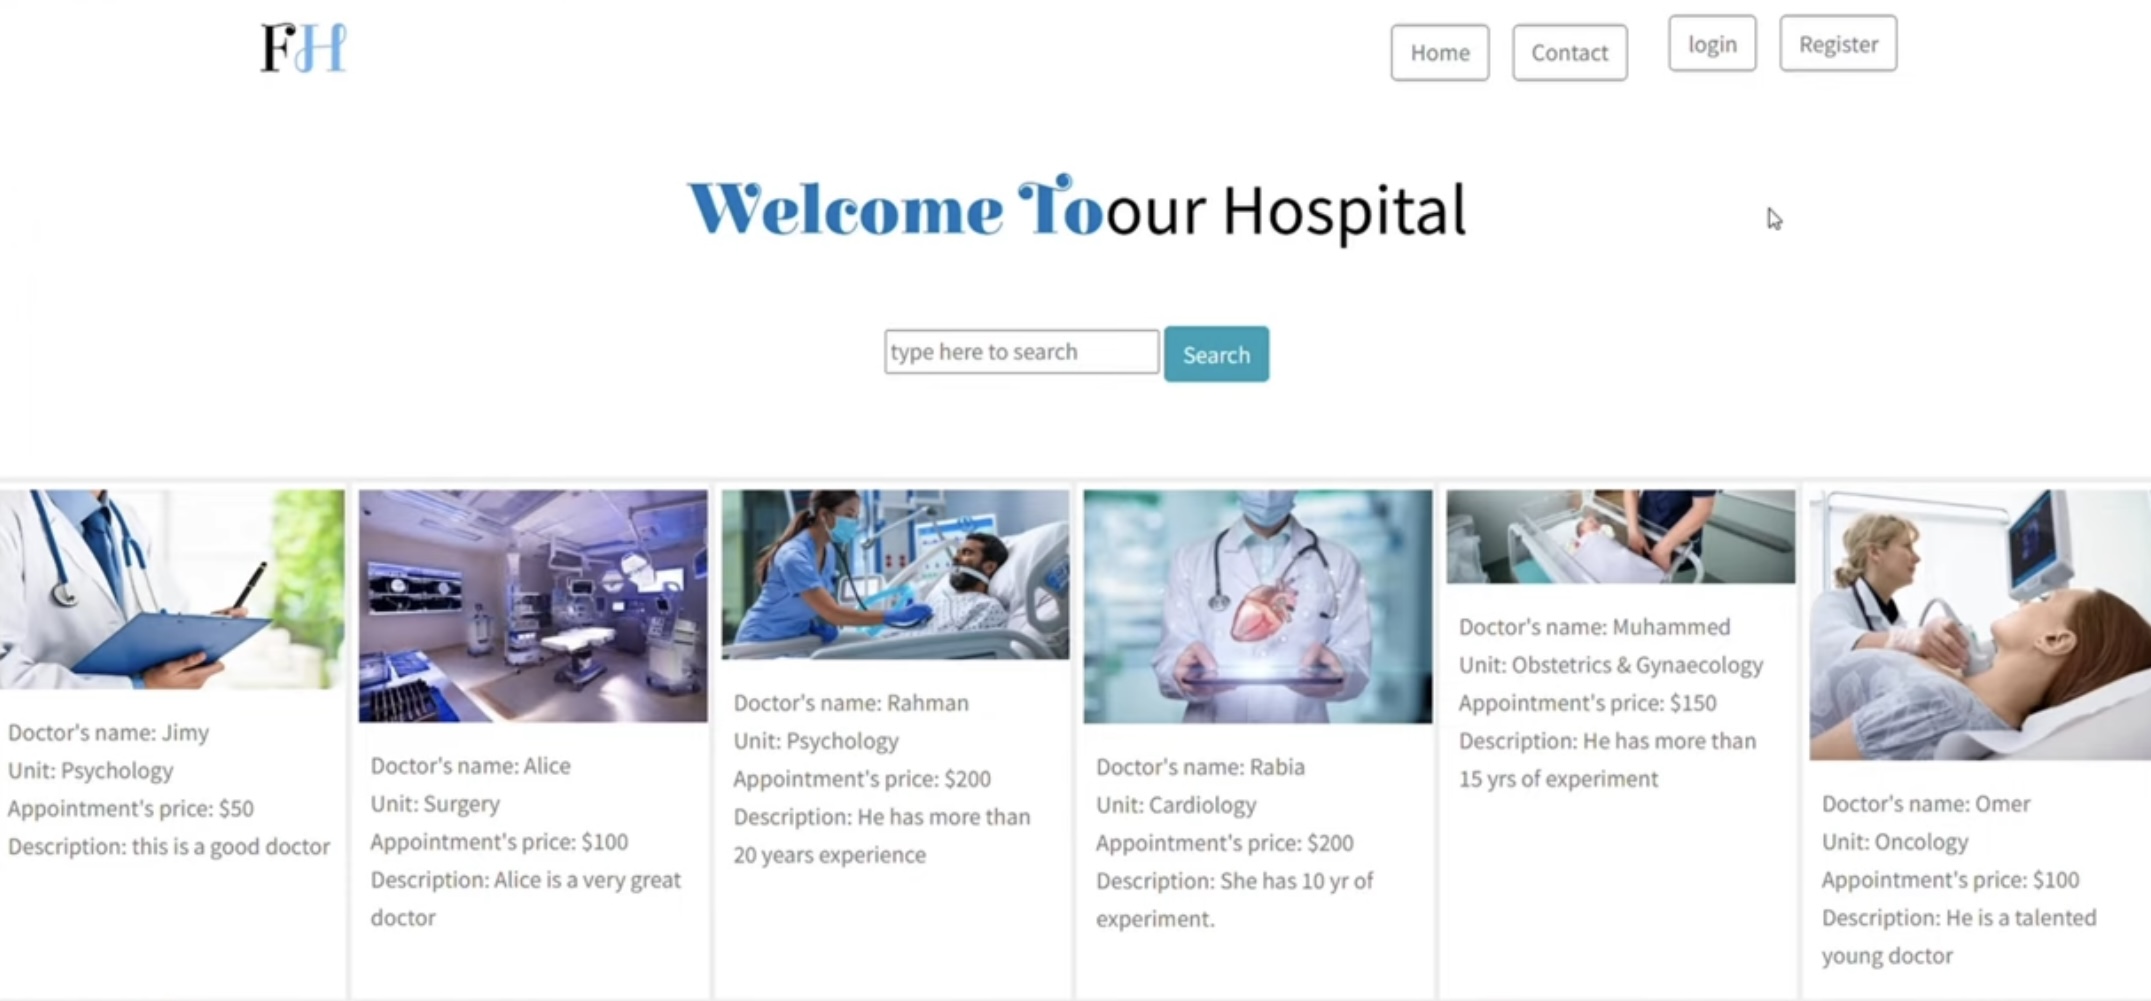 FH
Home
Contact
login
Register
Welcome Toour Hospital
type here to search
Search
Doctor's name: Jimy
Unit: Psychology
Appointment's price: $50
Description: this is a good doctor
Doctor's name: Alice
Unit: Surgery
Appointment's price: $100
Description: Alice is a very great
doctor
Doctor's name: Rahman
Unit: Psychology
Appointment's price: $200
Description: He has more than
20 years experience
Doctor's name: Rabia
Unit: Cardiology
Appointment's price: $200
Description: She has 10 yr of
experiment.
Doctor's name: Muhammed
Unit: Obstetrics & Gynaecology
Appointment's price: $150
Description: He has more than
15 yrs of experiment
Doctor's name: Omer
Unit: Oncology
Appointment's price: $100
Description: He is a talented
young doctor